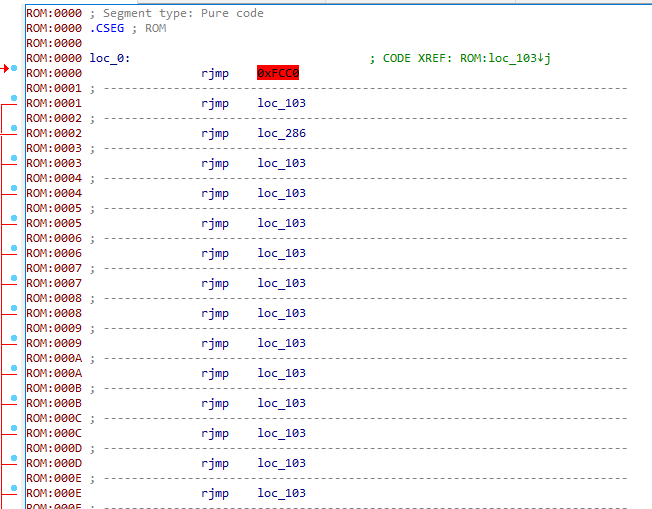 ROM:0000 ; Segment type: Pure code
ROM:0000 .CSEG ; ROM
ROM:0000
ROM:0000 loc_0: ; CODE XREF: ROM:loc_103↓j
ROM:0000 rjmp 0xFCC0
ROM:0001 ; ---------------------------------------------------------------------------
ROM:0001 rjmp loc_103
ROM:0002 ; ---------------------------------------------------------------------------
ROM:0002 rjmp loc_286
ROM:0003 ; ---------------------------------------------------------------------------
ROM:0003 rjmp loc_103
ROM:0004 ; ---------------------------------------------------------------------------
ROM:0004 rjmp loc_103
ROM:0005 ; ---------------------------------------------------------------------------
ROM:0005 rjmp loc_103
ROM:0006 ; ---------------------------------------------------------------------------
ROM:0006 rjmp loc_103
ROM:0007 ; ---------------------------------------------------------------------------
ROM:0007 rjmp loc_103
ROM:0008 ; ---------------------------------------------------------------------------
ROM:0008 rjmp loc_103
ROM:0009 ; ---------------------------------------------------------------------------
ROM:0009 rjmp loc_103
ROM:000A ; ---------------------------------------------------------------------------
ROM:000A rjmp loc_103
ROM:000B ; ---------------------------------------------------------------------------
ROM:000B rjmp loc_103
ROM:000C ; ---------------------------------------------------------------------------
ROM:000C rjmp loc_103
ROM:000D ; ---------------------------------------------------------------------------
ROM:000D rjmp loc_103
ROM:000E ; ---------------------------------------------------------------------------
ROM:000E rjmp loc_103
ROM:000F ; ---------------------------------------------------------------------------